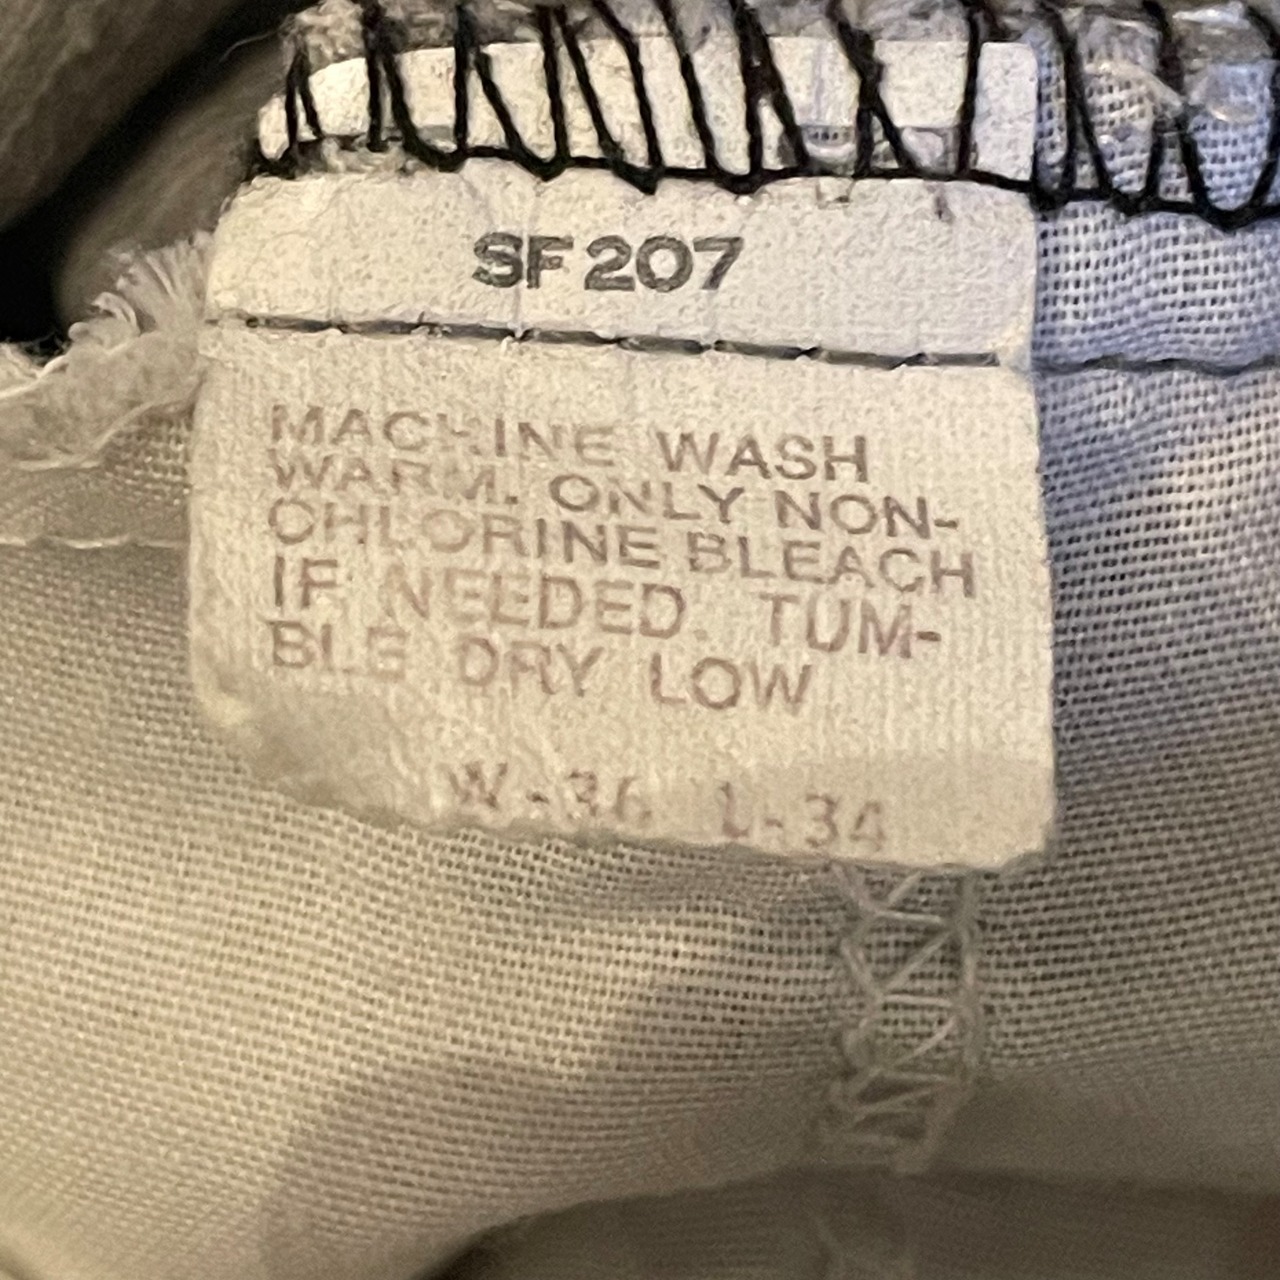 SF 207
MACHINE WASH
WARM. ONLY NON-
CHLORINE BLEACH
IF NEEDED. TUM-
BLE DRY LOW
W-36 L-34